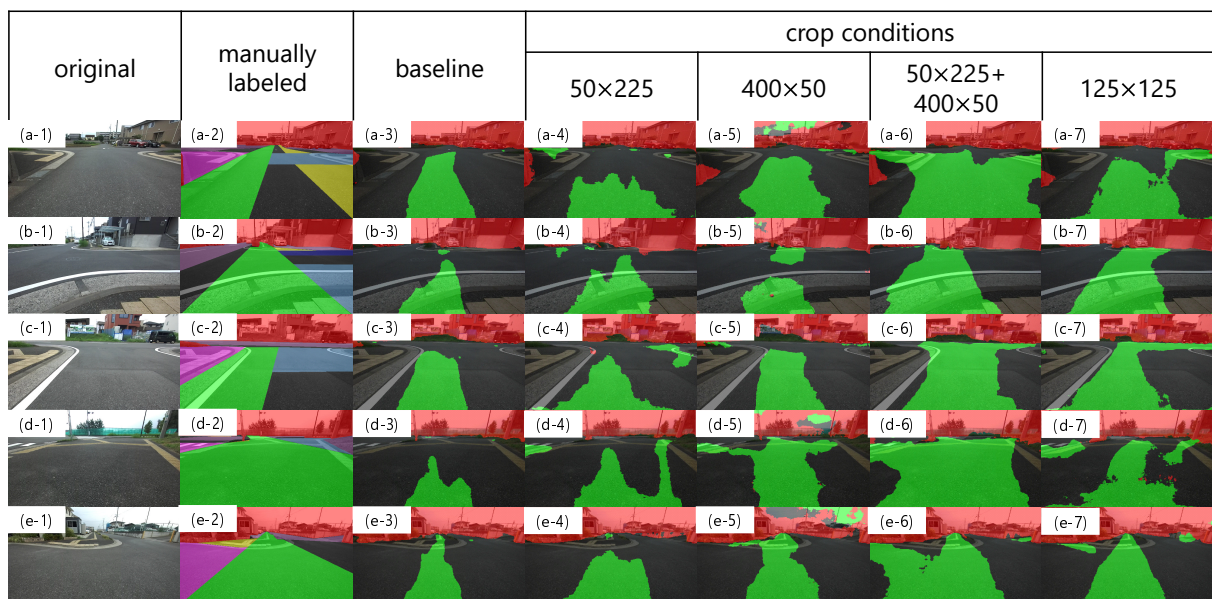 original
manually
labeled
baseline
crop conditions
50×225
400×50
50×225+
400×50
125×125
(a-1) (a-2) (a-3) (a-4) (a-5) (a-6) (a-7)
(b-1) (b-2) (b-3) (b-4) (b-5) (b-6) (b-7)
(c-1) (c-2) (c-3) (c-4) (c-5) (c-6) (c-7)
(d-1) (d-2) (d-3) (d-4) (d-5) (d-6) (d-7)
(e-1) (e-2) (e-3) (e-4) (e-5) (e-6) (e-7)